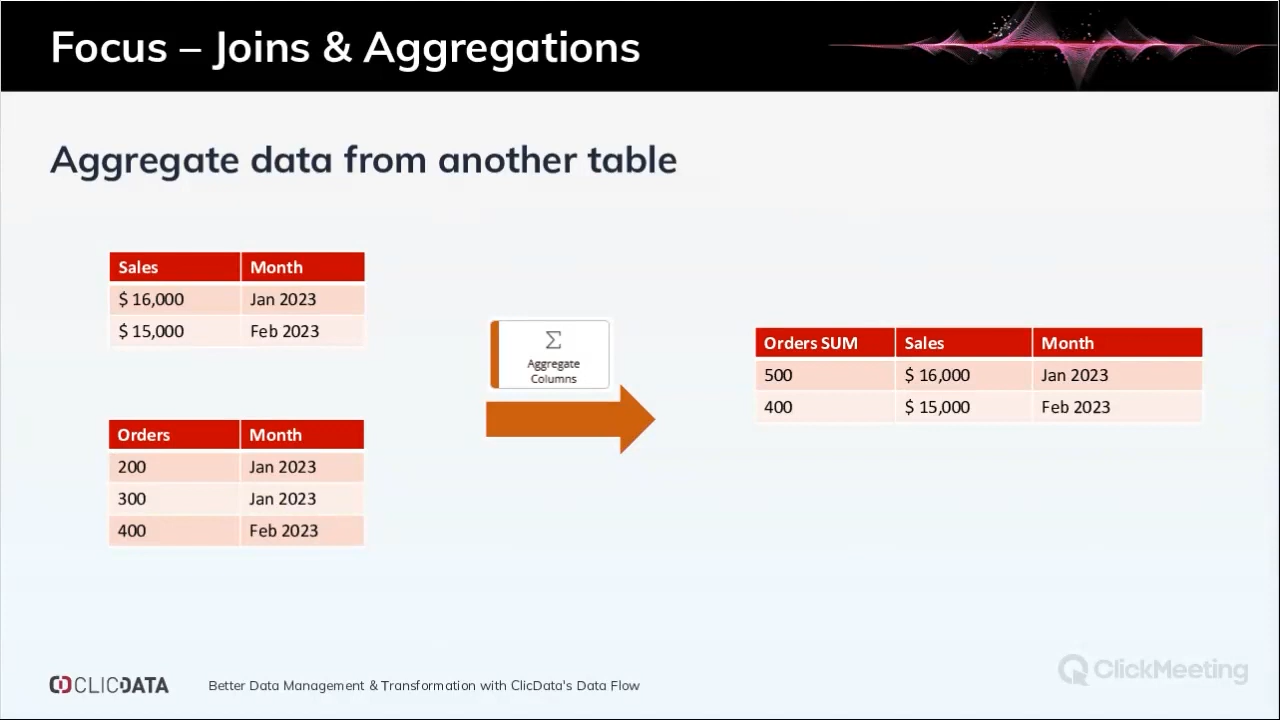 Focus – Joins & Aggregations
Aggregate data from another table
Sales Month
$ 16,000 Jan 2023
$ 15,000 Feb 2023
Orders Month
200 Jan 2023
300 Jan 2023
400 Feb 2023
Σ
Aggregate
Columns
Orders SUM Sales Month
500 $ 16,000 Jan 2023
400 $ 15,000 Feb 2023
CLICDATA
Better Data Management & Transformation with ClicData's Data Flow
ClickMeeting